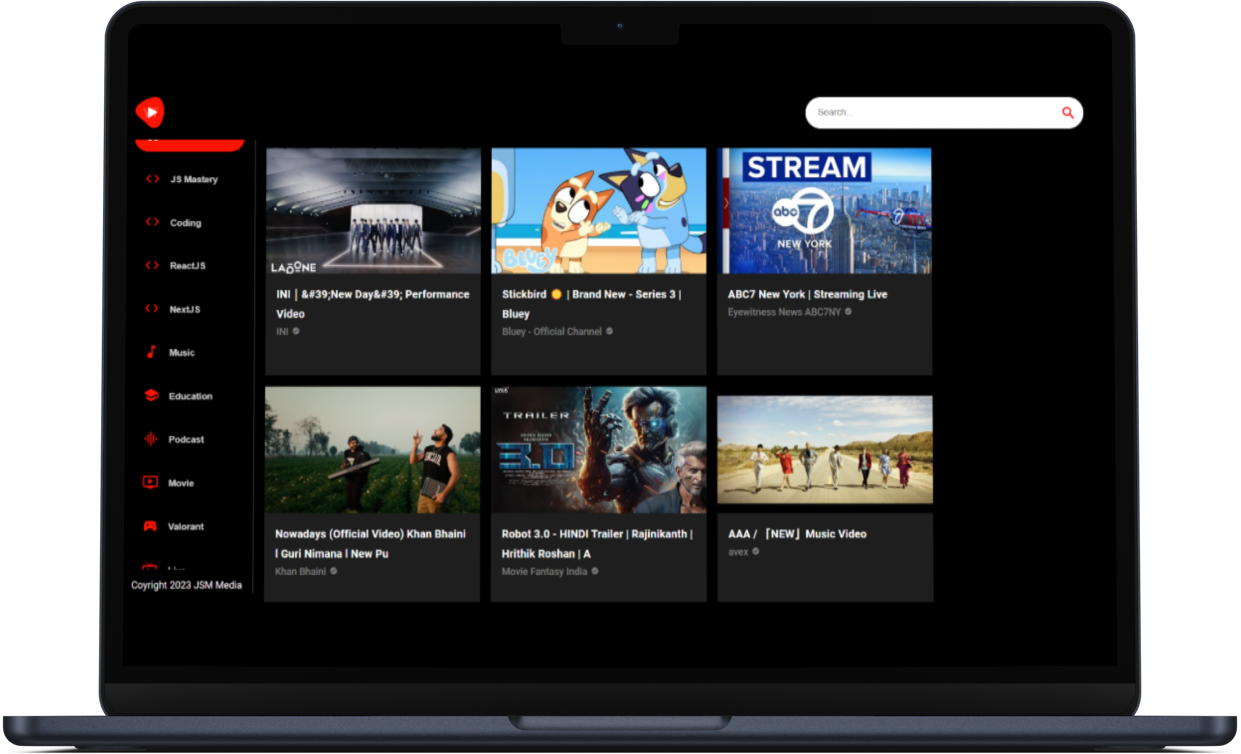 Search...
JS Mastery
Coding
ReactJS
NextJS
Music
Education
Podcast
Movie
Valorant
Live
Coyright 2023 JSM Media
LAPONE
INI | &#39;New Day&#39; Performance
Video
INI
BLUEY
Stickbird 🌟 | Brand New - Series 3 |
Bluey
Bluey - Official Channel
STREAM
abc 7
NEW YORK
ABC7 New York | Streaming Live
Eyewitness News ABC7NY
Nowadays (Official Video) Khan Bhaini
l Guri Nimana l New Pu
Khan Bhaini
TRAILER
3.0
Robot 3.0 - HINDI Trailer | Rajinikanth |
Hrithik Roshan | A
Movie Fantasy India
AAA / 「NEW」 Music Video
avex